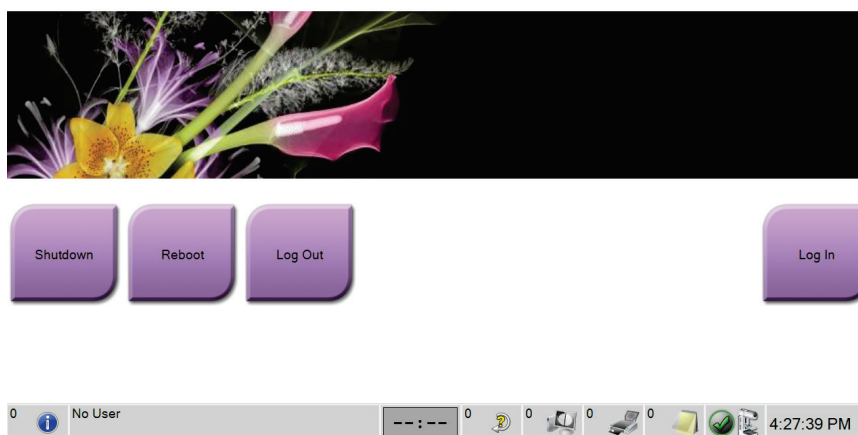 Shutdown
Reboot
Log Out
Log In
0
No User
--:--
0
0
0
0
4:27:39 PM